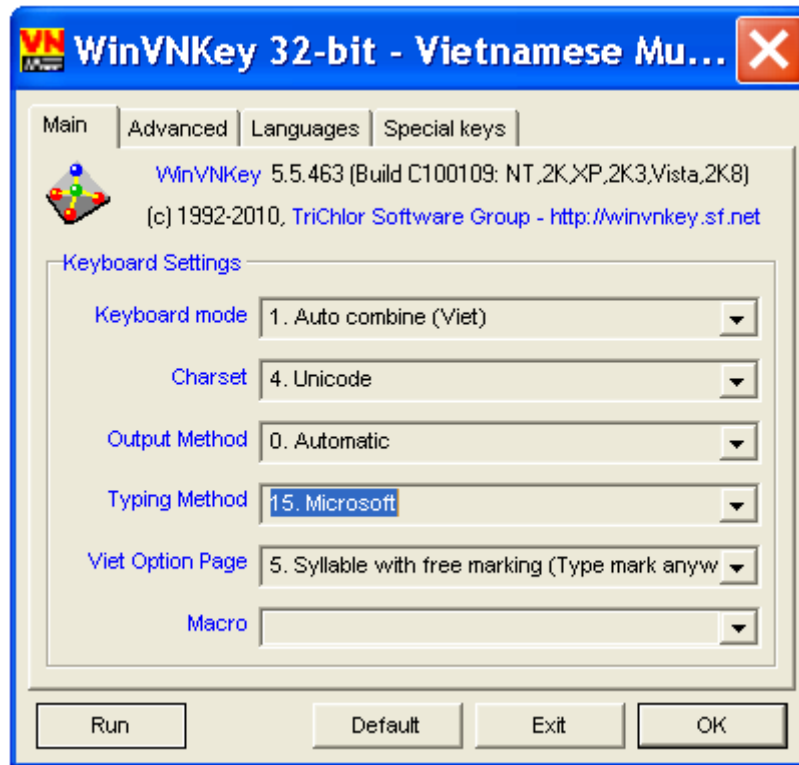 VN
WinVNKey 32-bit - Vietnamese Mu...
Main Advanced Languages Special keys
WinVNKey 5.5.463 (Build C100109: NT,2K,XP,2K3,Vista,2K8)
(c) 1992-2010, TriChlor Software Group - http://winvnkey.sf.net
Keyboard Settings
Keyboard mode 1. Auto combine (Viet)
Charset 4. Unicode
Output Method 0. Automatic
Typing Method 15. Microsoft
Viet Option Page 5. Syllable with free marking (Type mark anyw
Macro
Run Default Exit OK